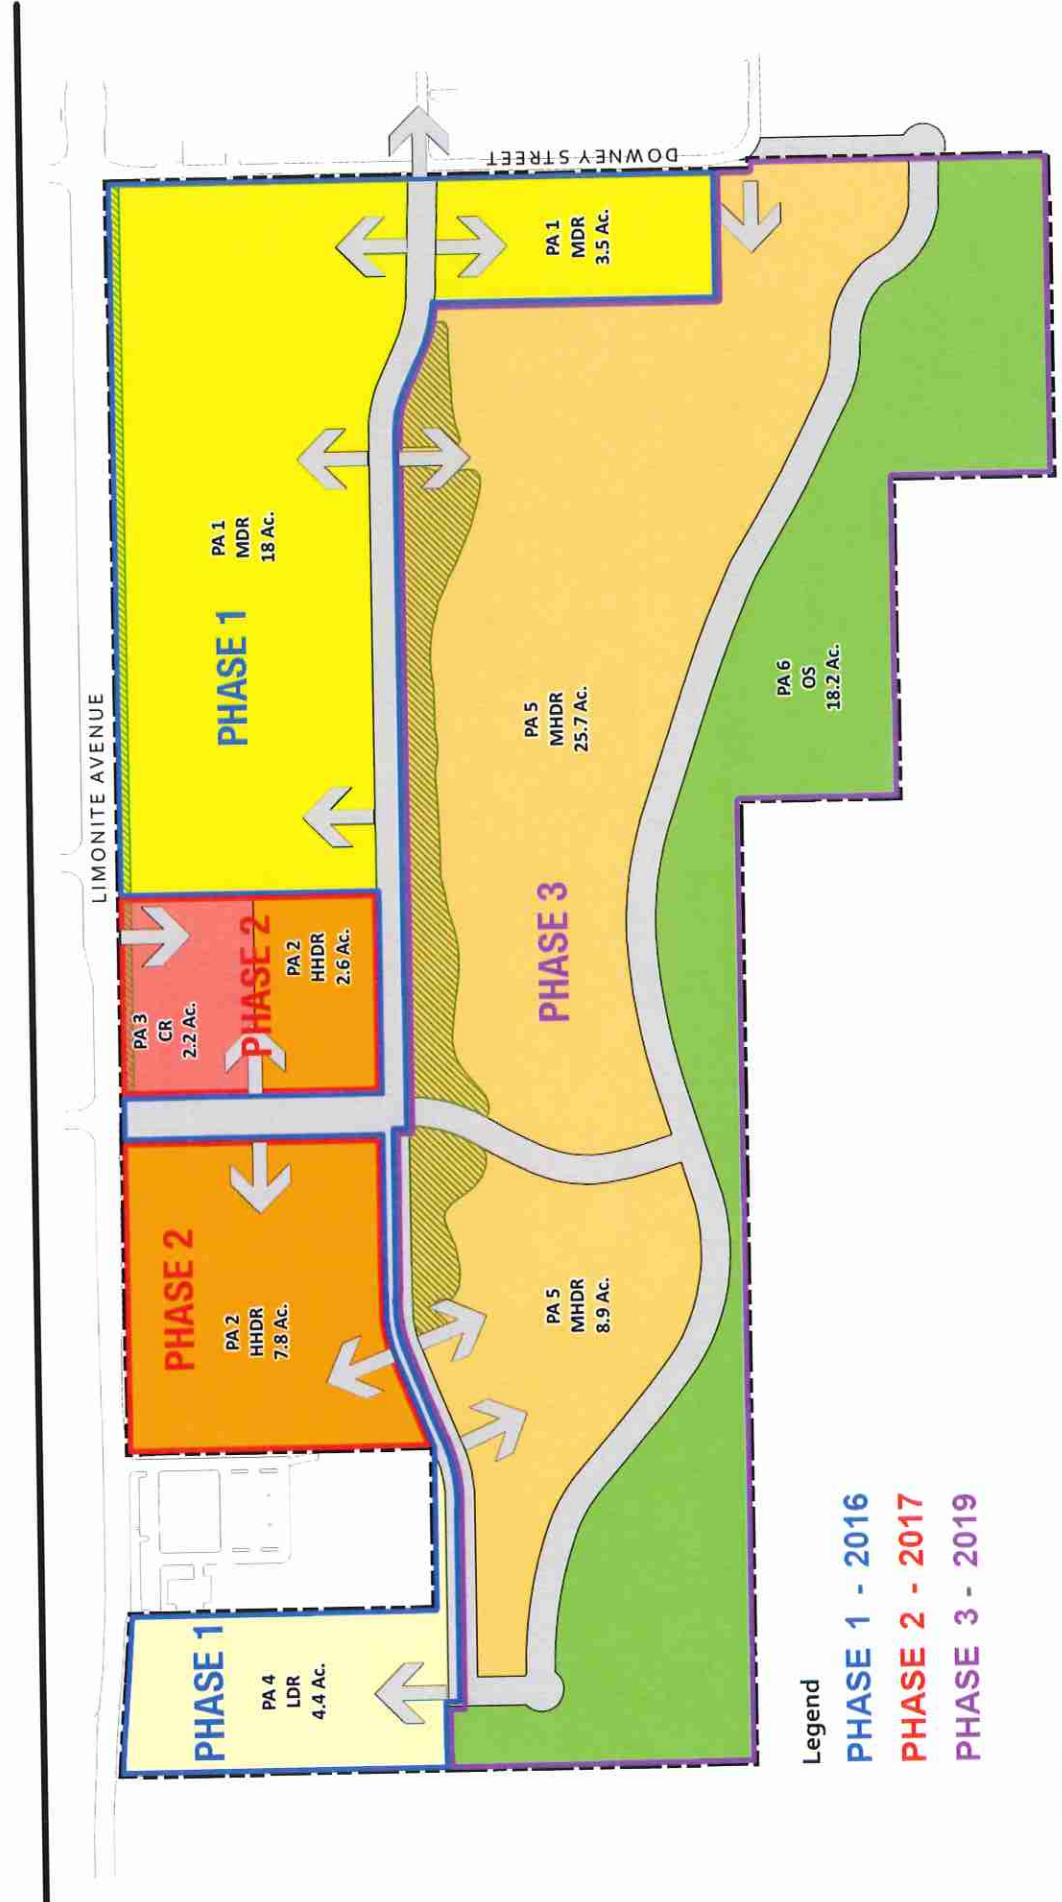 LIMONITE AVENUE
DOWNEY STREET
PHASE 1
PA 4
LDR
4.4 Ac.
PHASE 2
PA 2
HHDR
7.8 Ac.
PA 3
CR
2.2 Ac.
PHASE 2
PA 2
HHDR
2.6 Ac.
PHASE 1
PA 1
MDR
18 Ac.
PA 1
MDR
3.5 Ac.
PA 5
MHDR
8.9 Ac.
PHASE 3
PA 5
MHDR
25.7 Ac.
PA 6
OS
18.2 Ac.
Legend
PHASE 1 - 2016
PHASE 2 - 2017
PHASE 3 - 2019